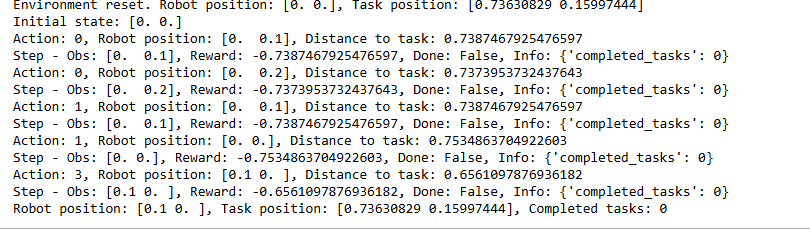 Environment reset. Robot position: [0. 0.], Task position: [0.73630829 0.15997444]
Initial state: [0. 0.]
Action: 0, Robot position: [0.  0.1], Distance to task: 0.7387467925476597
Step - Obs: [0.  0.1], Reward: -0.7387467925476597, Done: False, Info: {'completed_tasks': 0}
Action: 0, Robot position: [0.  0.2], Distance to task: 0.7373953732437643
Step - Obs: [0.  0.2], Reward: -0.7373953732437643, Done: False, Info: {'completed_tasks': 0}
Action: 1, Robot position: [0.  0.1], Distance to task: 0.7387467925476597
Step - Obs: [0.  0.1], Reward: -0.7387467925476597, Done: False, Info: {'completed_tasks': 0}
Action: 1, Robot position: [0. 0.], Distance to task: 0.7534863704922603
Step - Obs: [0. 0.], Reward: -0.7534863704922603, Done: False, Info: {'completed_tasks': 0}
Action: 3, Robot position: [0.1 0. ], Distance to task: 0.6561097876936182
Step - Obs: [0.1 0. ], Reward: -0.6561097876936182, Done: False, Info: {'completed_tasks': 0}
Robot position: [0.1 0. ], Task position: [0.73630829 0.15997444], Completed tasks: 0